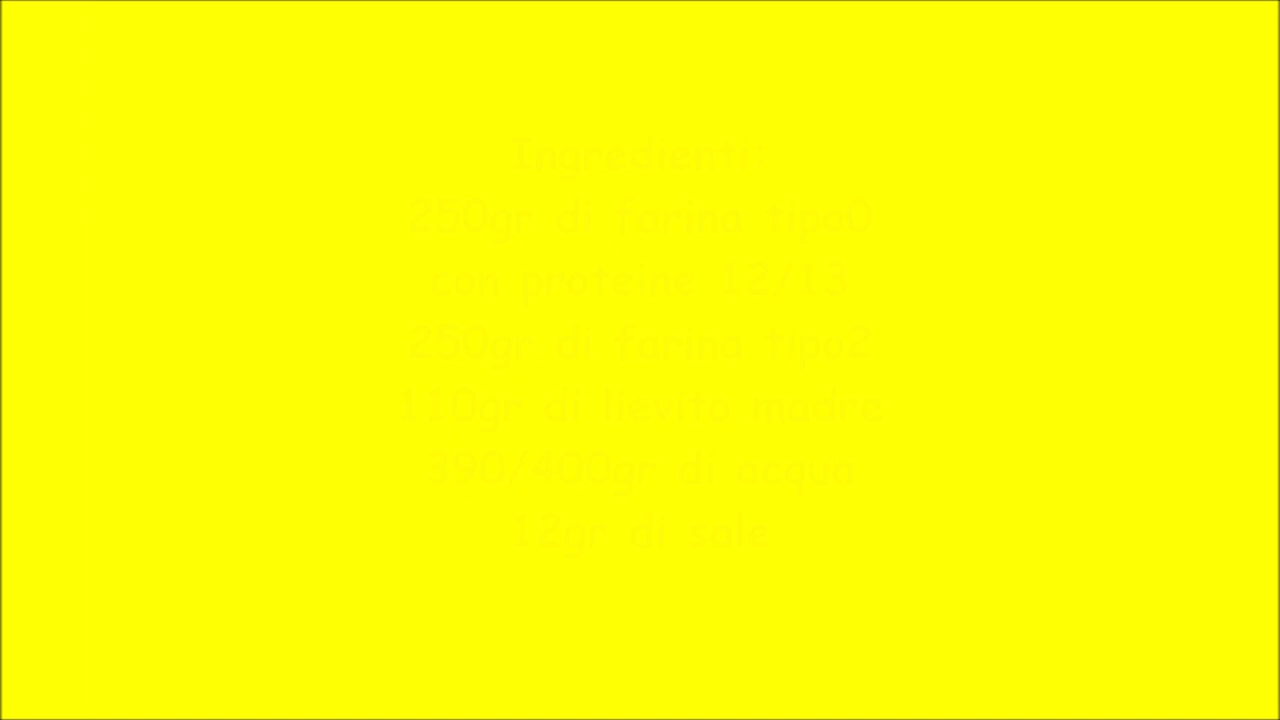 Ingredienti:
250gr di farina tipo0
con proteine 12/13
250gr di farina tipo2
110gr di lievito madre
390/400gr di acqua
12gr di sale